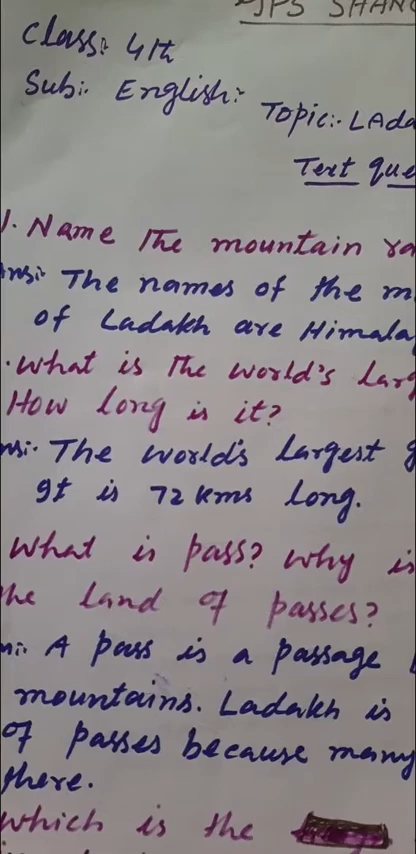 JPS SHAN
Class:- 4th
Sub:- English:-
Topic:- LAda
Text que
1. Name The mountain ra
Ans:- The names of the m
of Ladakh are Himala
.What is The World's larg
How long is it?
Ans:- The World's largest g
It is 72 kms long.
What is pass? Why is
the land of passes?
Ans:- A pass is a passage
mountains. Ladakh is
of passes because many
there.
which is the